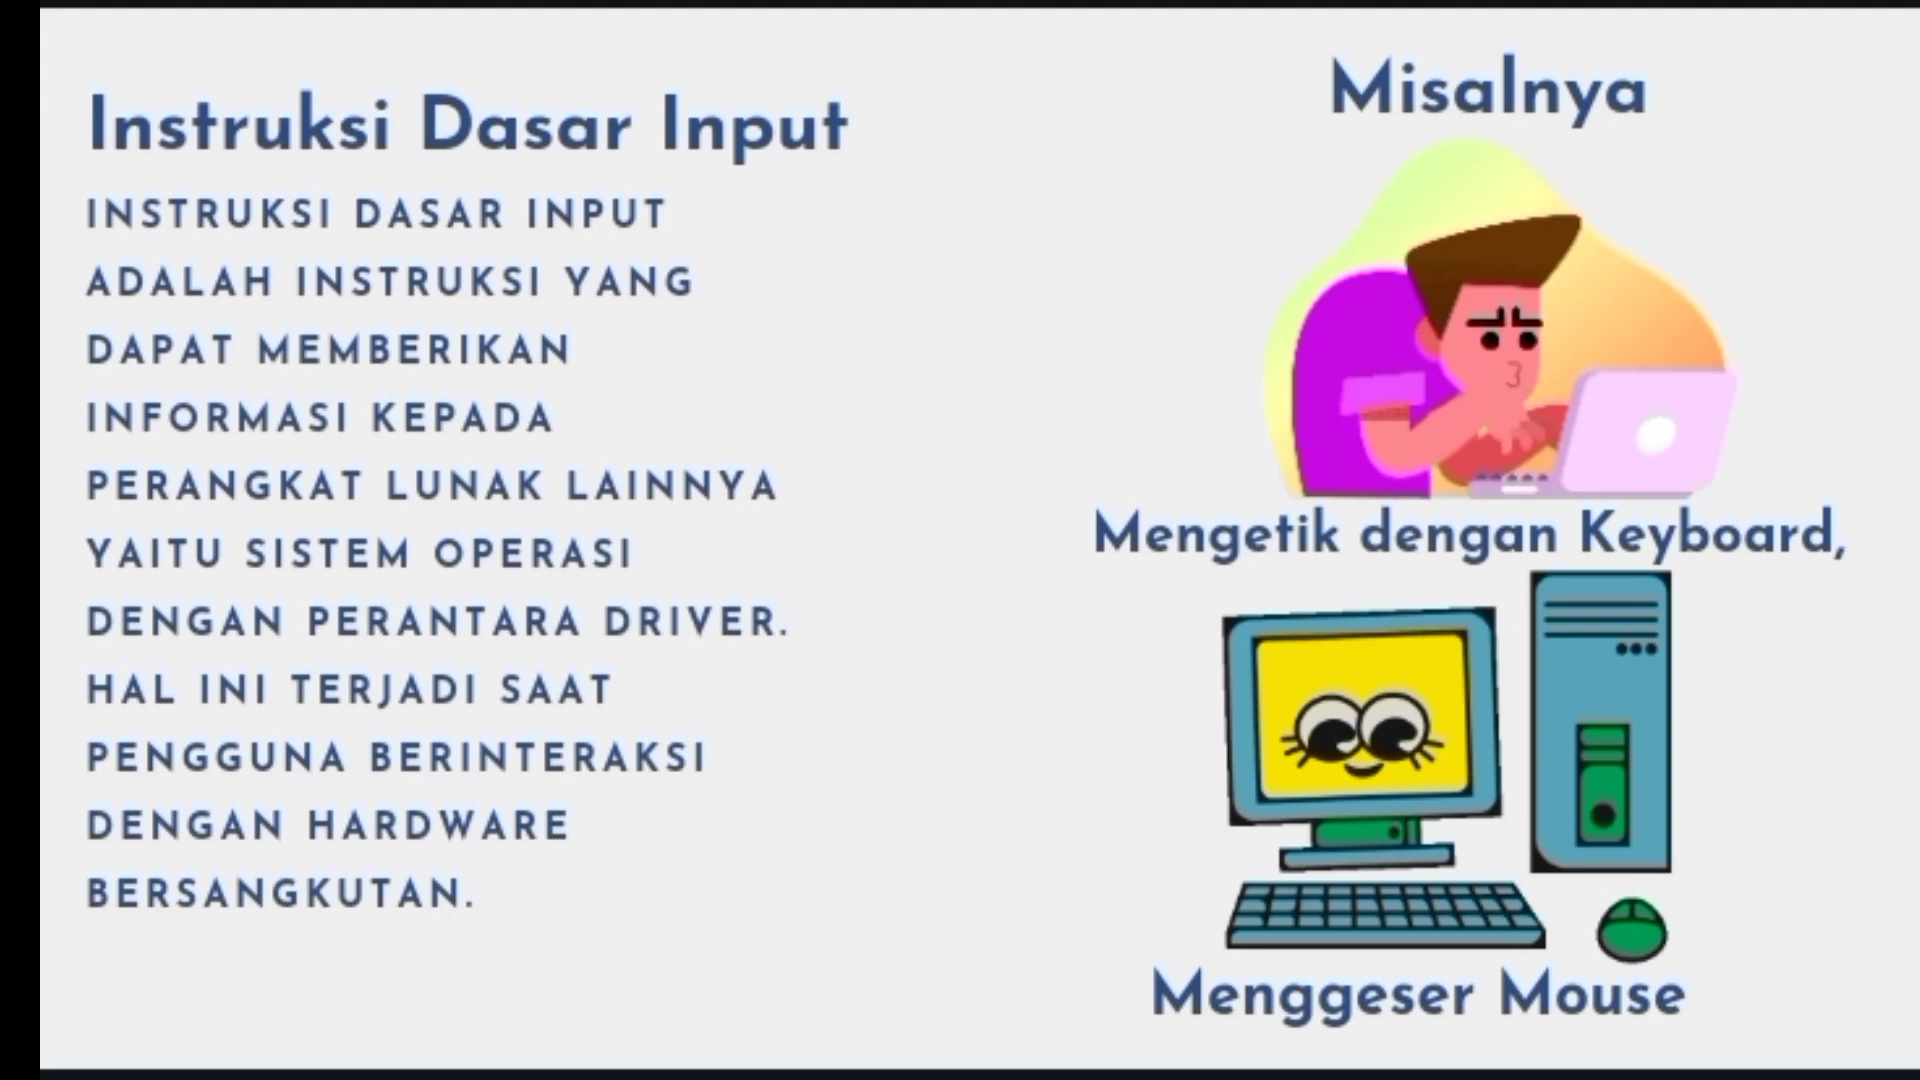 Instruksi Dasar Input
INSTRUKSI DASAR INPUT
ADALAH INSTRUKSI YANG
DAPAT MEMBERIKAN
INFORMASI KEPADA
PERANGKAT LUNAK LAINNYA
YAITU SISTEM OPERASI
DENGAN PERANTARA DRIVER.
HAL INI TERJADI SAAT
PENGGUNA BERINTERAKSI
DENGAN HARDWARE
BERSANGKUTAN.
Misalnya
Mengetik dengan Keyboard,
Menggeser Mouse